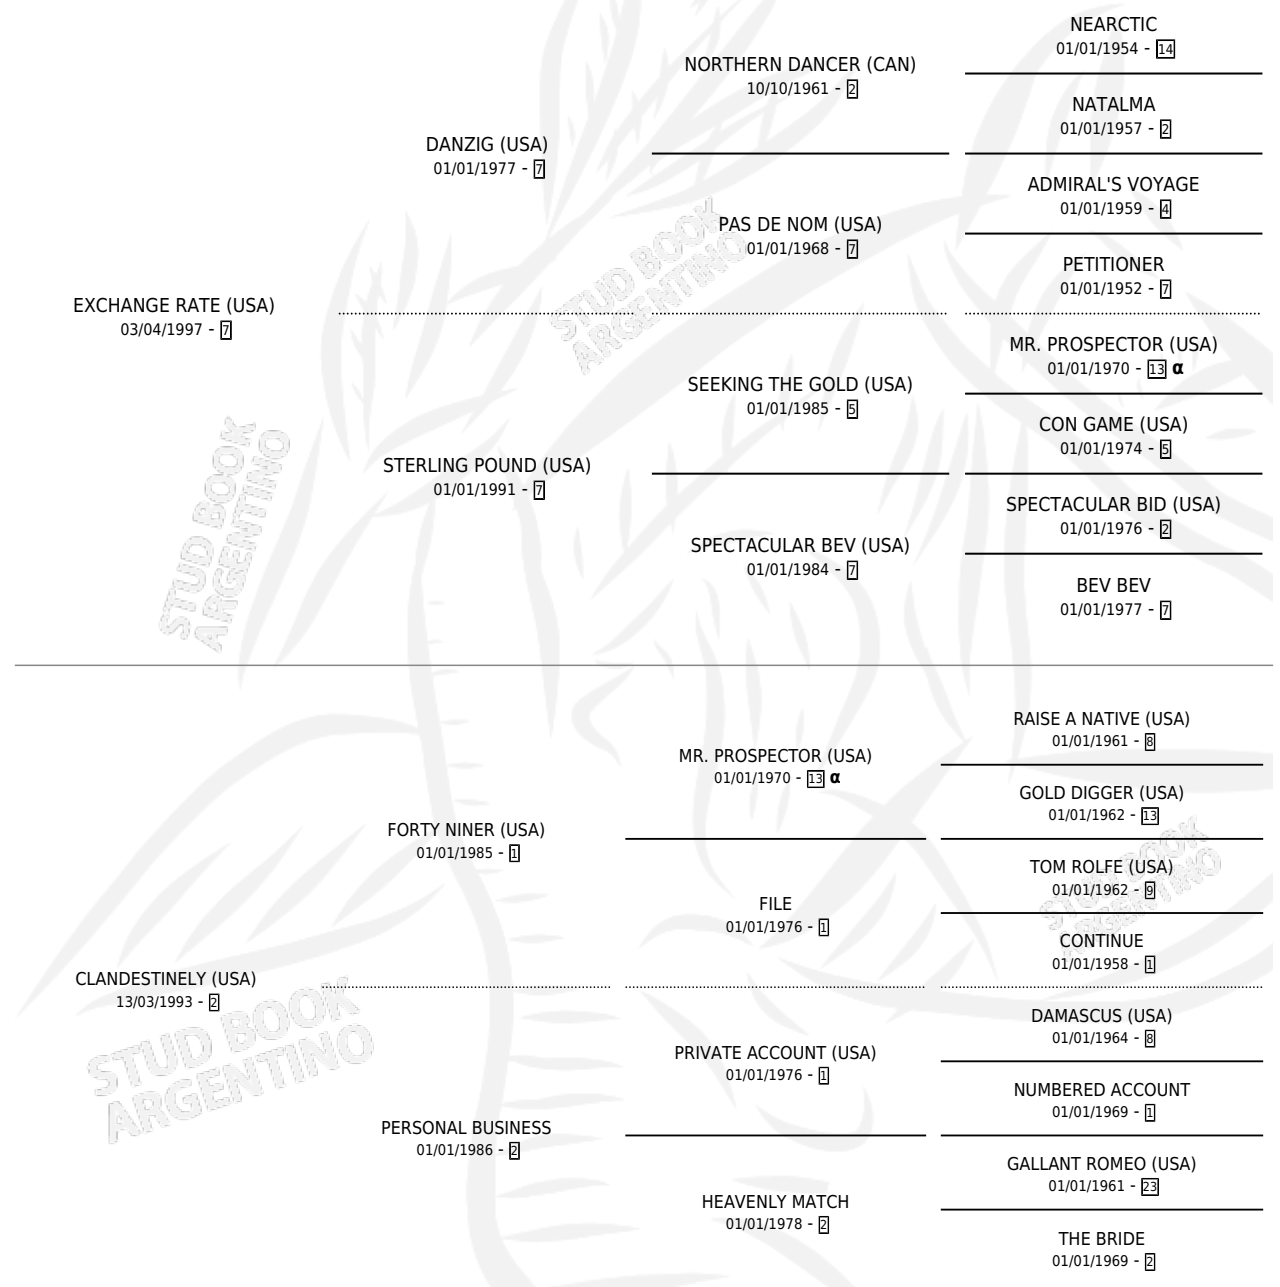 NEARCTIC
01/01/1954 - 14
NORTHERN DANCER (CAN)
10/10/1961 - 2
NATALMA
01/01/1957 - 2
DANZIG (USA)
01/01/1977 - 7
ADMIRAL'S VOYAGE
01/01/1959 - 4
PAS DE NOM (USA)
01/01/1968 - 7
PETITIONER
01/01/1952 - 7
EXCHANGE RATE (USA)
03/04/1997 - 7
STUD BOOK
ARGENTINO
MR. PROSPECTOR (USA)
01/01/1970 - 13 α
SEEKING THE GOLD (USA)
01/01/1985 - 5
CON GAME (USA)
01/01/1974 - 5
STERLING POUND (USA)
01/01/1991 - 7
SPECTACULAR BID (USA)
01/01/1976 - 2
SPECTACULAR BEV (USA)
01/01/1984 - 7
BEV BEV
01/01/1977 - 7
STUD BOOK
ARGENTINO
RAISE A NATIVE (USA)
01/01/1961 - 8
MR. PROSPECTOR (USA)
01/01/1970 - 13 α
GOLD DIGGER (USA)
01/01/1962 - 13
FORTY NINER (USA)
01/01/1985 - 1
TOM ROLFE (USA)
01/01/1962 - 9
FILE
01/01/1976 - 1
CONTINUE
01/01/1958 - 1
STUD BOOK
ARGENTINO
CLANDESTINELY (USA)
13/03/1993 - 2
DAMASCUS (USA)
01/01/1964 - 8
PRIVATE ACCOUNT (USA)
01/01/1976 - 1
NUMBERED ACCOUNT
01/01/1969 - 1
STUD BOOK
ARGENTINO
PERSONAL BUSINESS
01/01/1986 - 2
GALLANT ROMEO (USA)
01/01/1961 - 23
HEAVENLY MATCH
01/01/1978 - 2
THE BRIDE
01/01/1969 - 2